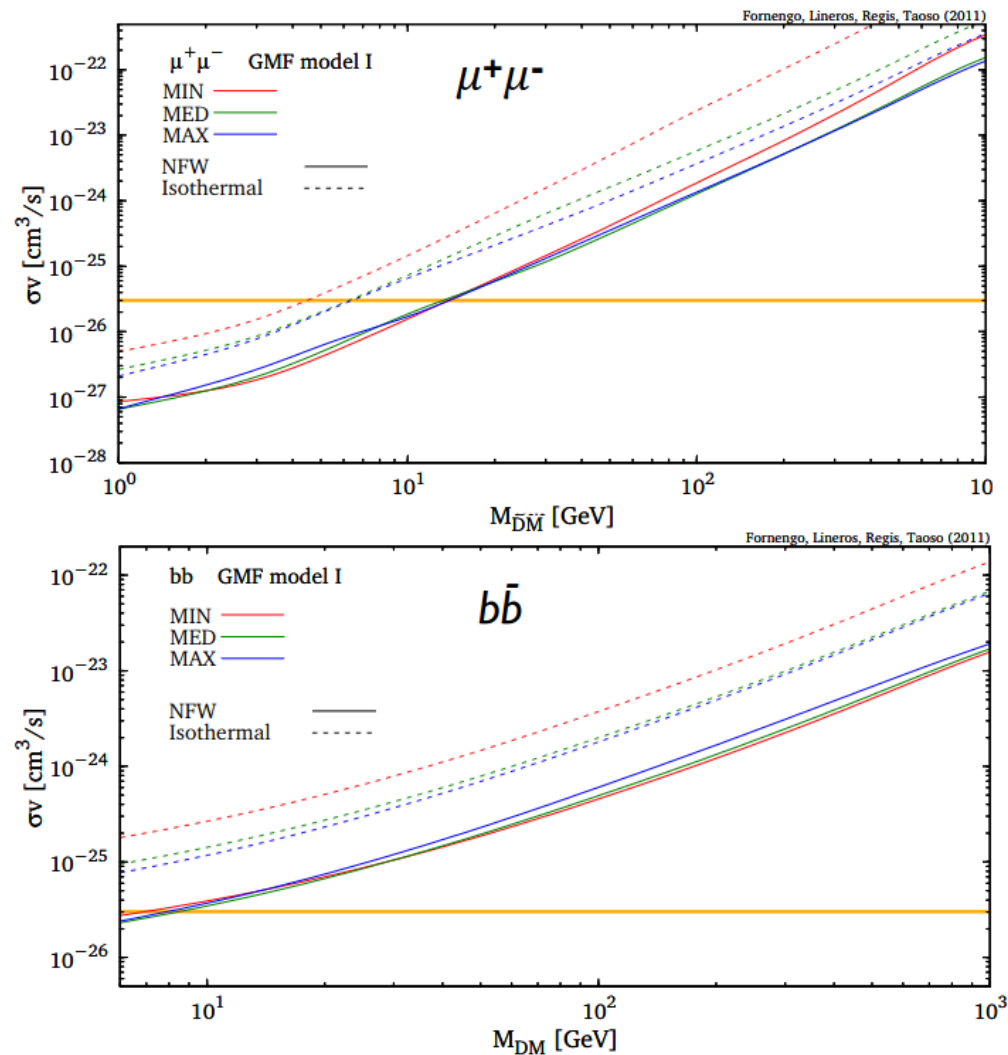 Fornengo, Lineros, Regis, Taoso (2011)
μ⁺μ⁻ GMF model I
μ⁺μ⁻
MIN
MED
MAX
NFW
Isothermal
σv [cm³/s]
10⁻²²
10⁻²³
10⁻²⁴
10⁻²⁵
10⁻²⁶
10⁻²⁷
10⁻²⁸
10⁰ 10¹ 10² 10
M_DM [GeV]
Fornengo, Lineros, Regis, Taoso (2011)
bb GMF model I
bb̄
MIN
MED
MAX
NFW
Isothermal
σv [cm³/s]
10⁻²²
10⁻²³
10⁻²⁴
10⁻²⁵
10⁻²⁶
10¹ 10² 10³
M_DM [GeV]